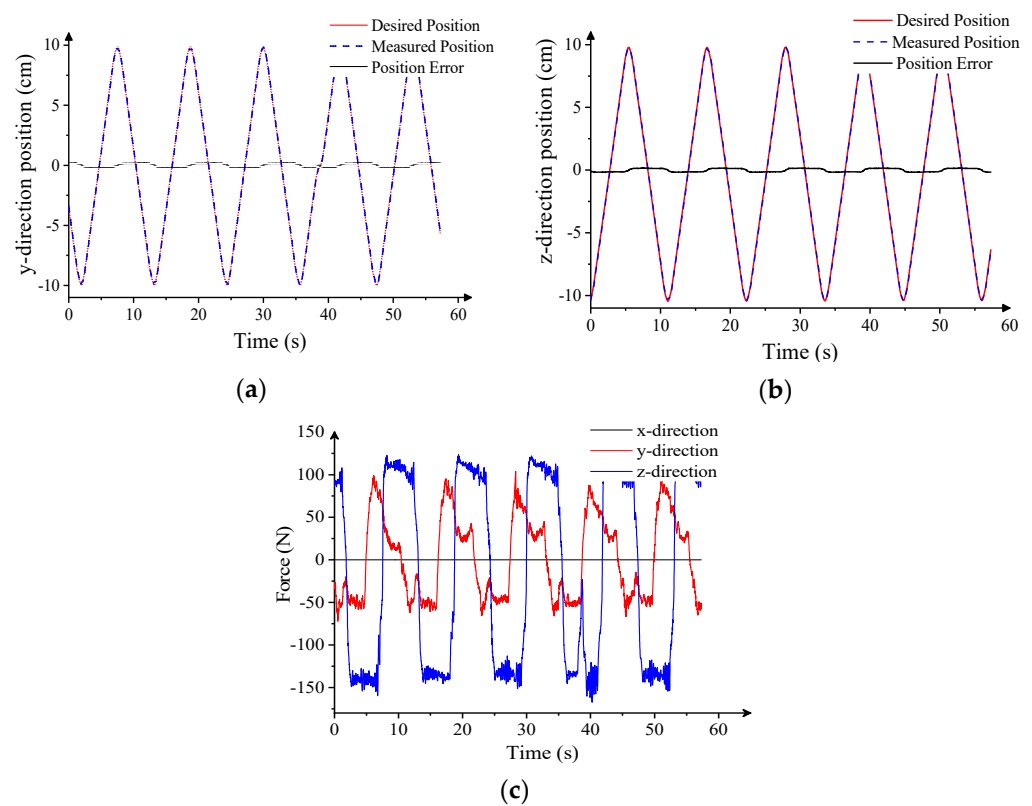 Desired Position
Measured Position
Position Error
y-direction position (cm)
10
5
0
-5
-10
0 10 20 30 40 50 60
Time (s)
(a)
Desired Position
Measured Position
Position Error
z-direction position (cm)
10
5
0
-5
-10
0 10 20 30 40 50 60
Time (s)
(b)
x-direction
y-direction
z-direction
Force (N)
150
100
50
0
-50
-100
-150
0 10 20 30 40 50 60
Time (s)
(c)